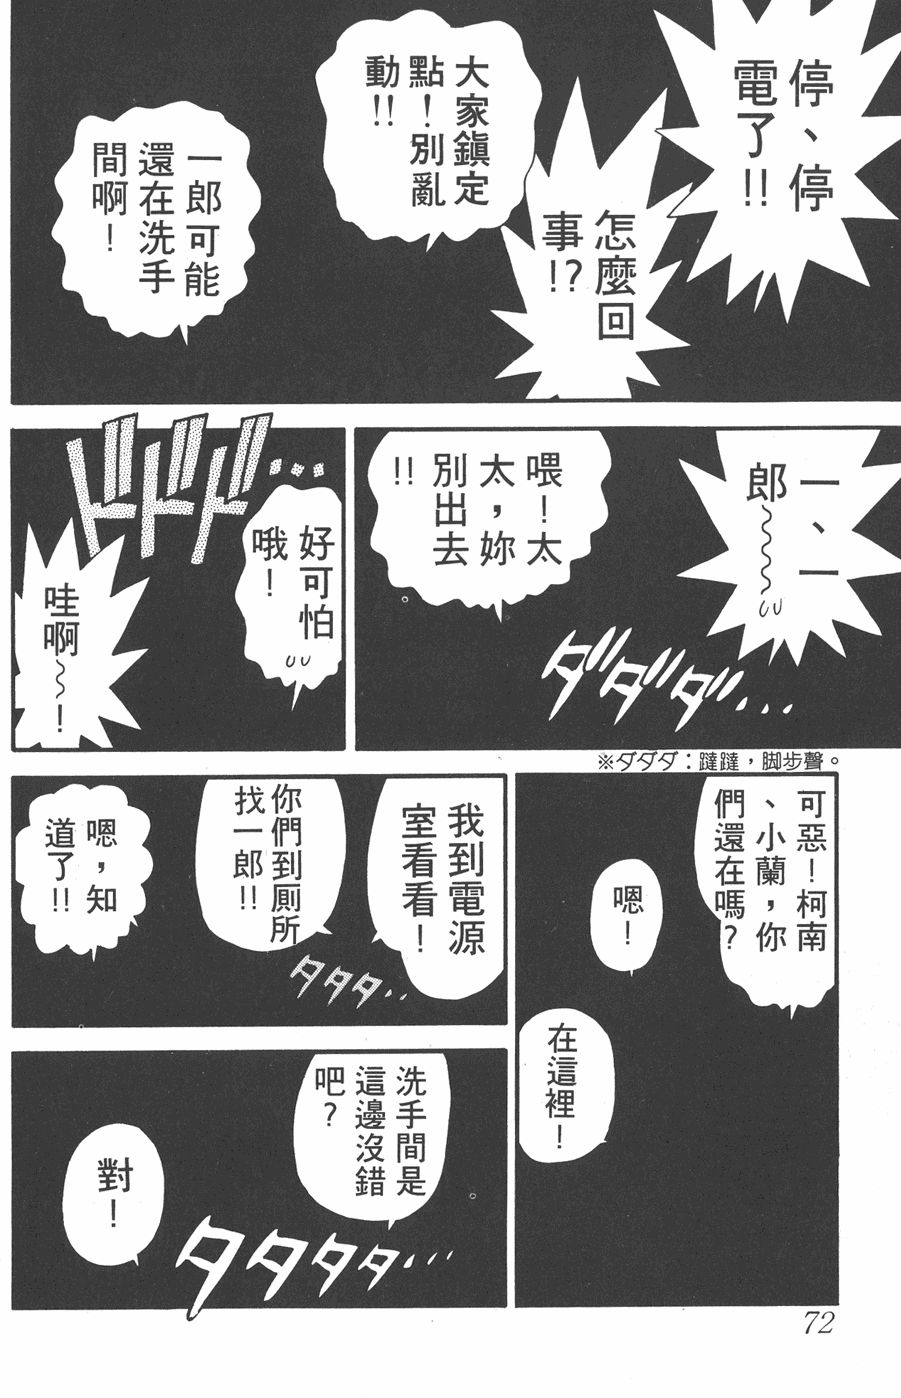 停、停
電了!!
怎麼回
事!?
大家鎮定
點!別亂
動!!
一郎可能
還在洗手
間啊!
一、一
郎～～
喂!太
太,妳
別出去
!!
ダダダ...
※ダダダ:躂躂,脚步聲。
ドドド...
好可怕
哦!
哇啊
～!
可惡!柯南
、小蘭,你
們還在嗎?
嗯!
在這裡!
我到電源
室看看!
你們到厠所
找一郎!!
タタタ..
嗯,知
道了!!
洗手間是
這邊沒錯
吧?
對!
タタタタ...
72